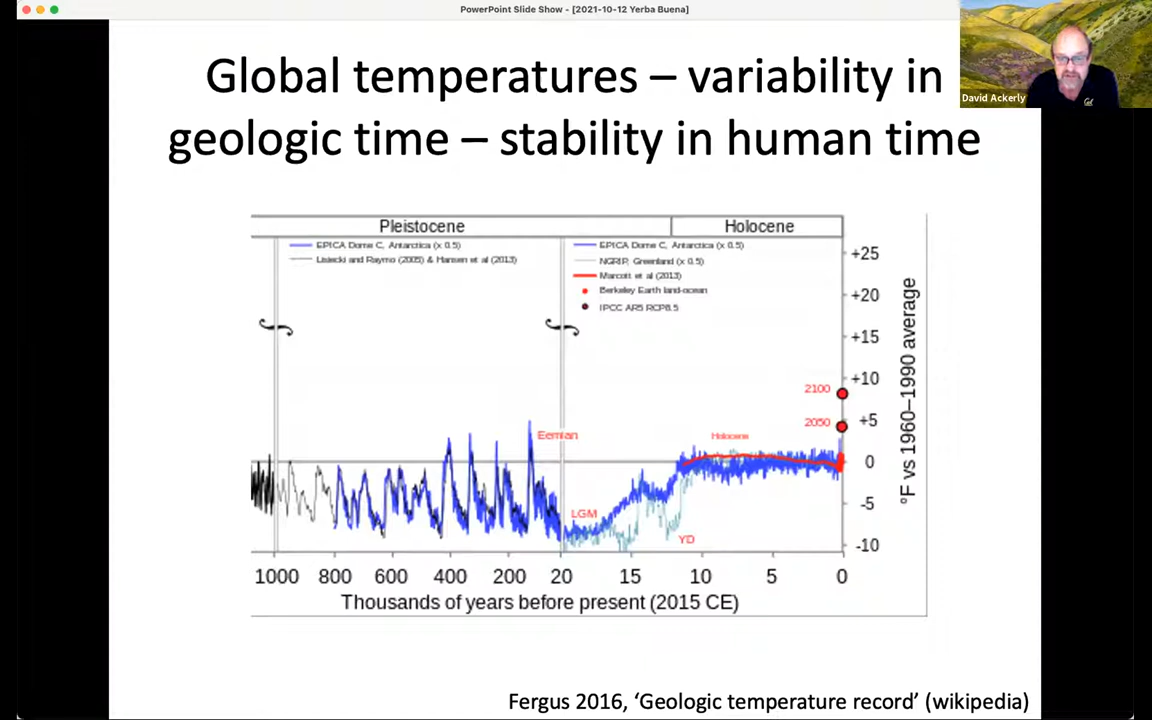 PowerPoint Slide Show - [2021-10-12 Yerba Buena]
David Ackerly
Global temperatures – variability in
geologic time – stability in human time
Pleistocene
Holocene
EPICA Dome C, Antarctica (x 0.5)
Lisiecki and Raymo (2005) & Hansen et al (2013)
EPICA Dome C, Antarctica (x 0.5)
NGRIP, Greenland (x 0.5)
Marcott et al (2013)
Berkeley Earth land-ocean
IPCC AR5 RCP8.5
+25
+20
+15
+10
+5
0
-5
-10
°F vs 1960–1990 average
2100
2050
Eemian
Holocene
LGM
YD
1000 800 600 400 200 20 15 10 5 0
Thousands of years before present (2015 CE)
Fergus 2016, ‘Geologic temperature record’ (wikipedia)